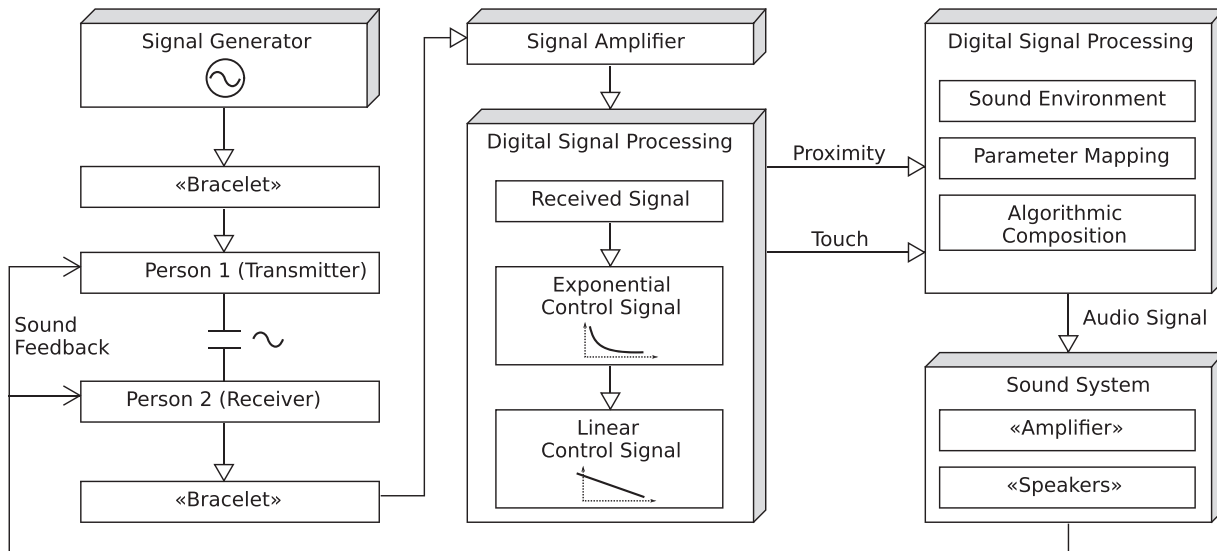 Signal Generator
«Bracelet»
Person 1 (Transmitter)
Sound
Feedback
Person 2 (Receiver)
«Bracelet»
Signal Amplifier
Digital Signal Processing
Received Signal
Exponential
Control Signal
Linear
Control Signal
Proximity
Touch
Digital Signal Processing
Sound Environment
Parameter Mapping
Algorithmic
Composition
Audio Signal
Sound System
«Amplifier»
«Speakers»